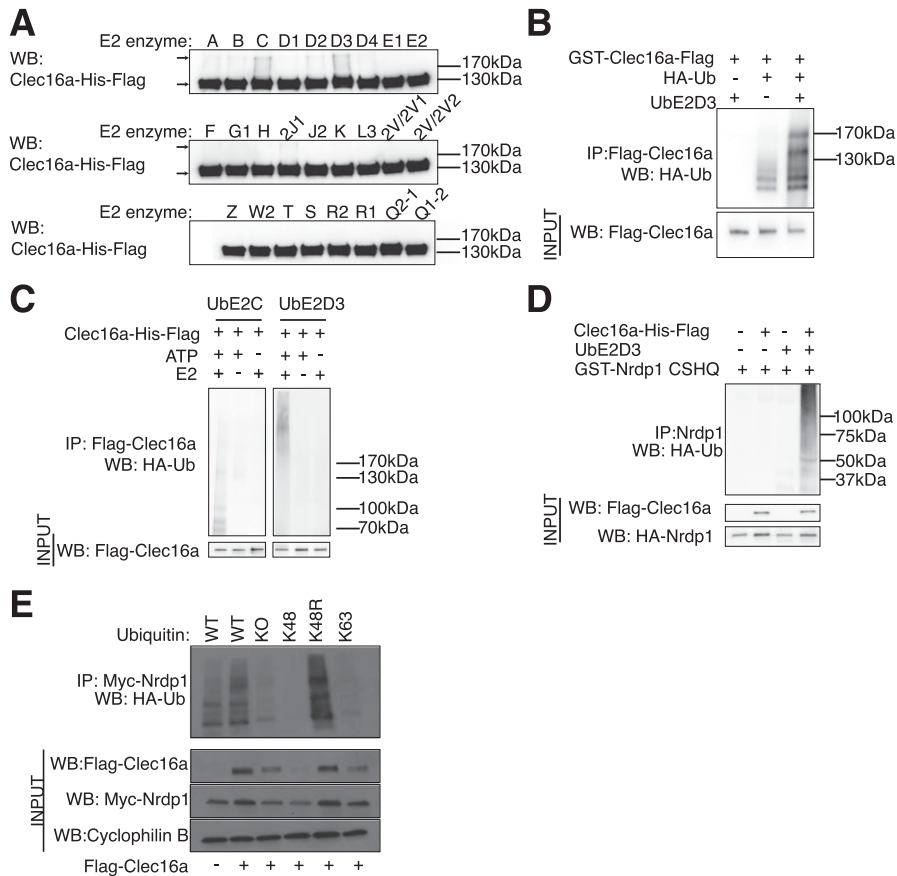 A
E2 enzyme: A B C D1 D2 D3 D4 E1 E2
WB:
Clec16a-His-Flag
170kDa
130kDa
E2 enzyme: F G1 H 2J1 J2 K L3 2V/2V1 2V/2V2
WB:
Clec16a-His-Flag
170kDa
130kDa
E2 enzyme: Z W2 T S R2 R1 Q2-1 Q1-2
WB:
Clec16a-His-Flag
170kDa
130kDa
B
GST-Clec16a-Flag + + +
HA-Ub - + +
UbE2D3 + - +
IP:Flag-Clec16a
WB: HA-Ub
170kDa
130kDa
INPUT
WB: Flag-Clec16a
C
UbE2C UbE2D3
Clec16a-His-Flag + + + + + +
ATP + + - + + -
E2 + - + + - +
IP: Flag-Clec16a
WB: HA-Ub
170kDa
130kDa
100kDa
70kDa
INPUT
WB: Flag-Clec16a
D
Clec16a-His-Flag - + - +
UbE2D3 - - + +
GST-Nrdp1 CSHQ + + + +
IP:Nrdp1
WB: HA-Ub
100kDa
75kDa
50kDa
37kDa
INPUT
WB: Flag-Clec16a
WB: HA-Nrdp1
E
Ubiquitin: WT WT KO K48 K48R K63
IP: Myc-Nrdp1
WB: HA-Ub
INPUT
WB:Flag-Clec16a
WB: Myc-Nrdp1
WB:Cyclophilin B
Flag-Clec16a - + + + + +